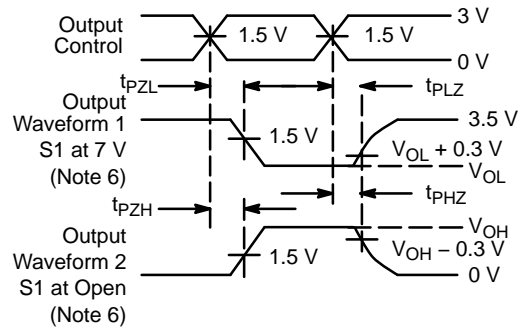 Output
Control
1.5 V
1.5 V
3 V
0 V
tPZL
tPLZ
Output
Waveform 1
S1 at 7 V
(Note 6)
1.5 V
3.5 V
VOL + 0.3 V
VOL
tPZH
tPHZ
Output
Waveform 2
S1 at Open
(Note 6)
1.5 V
VOH
VOH – 0.3 V
0 V